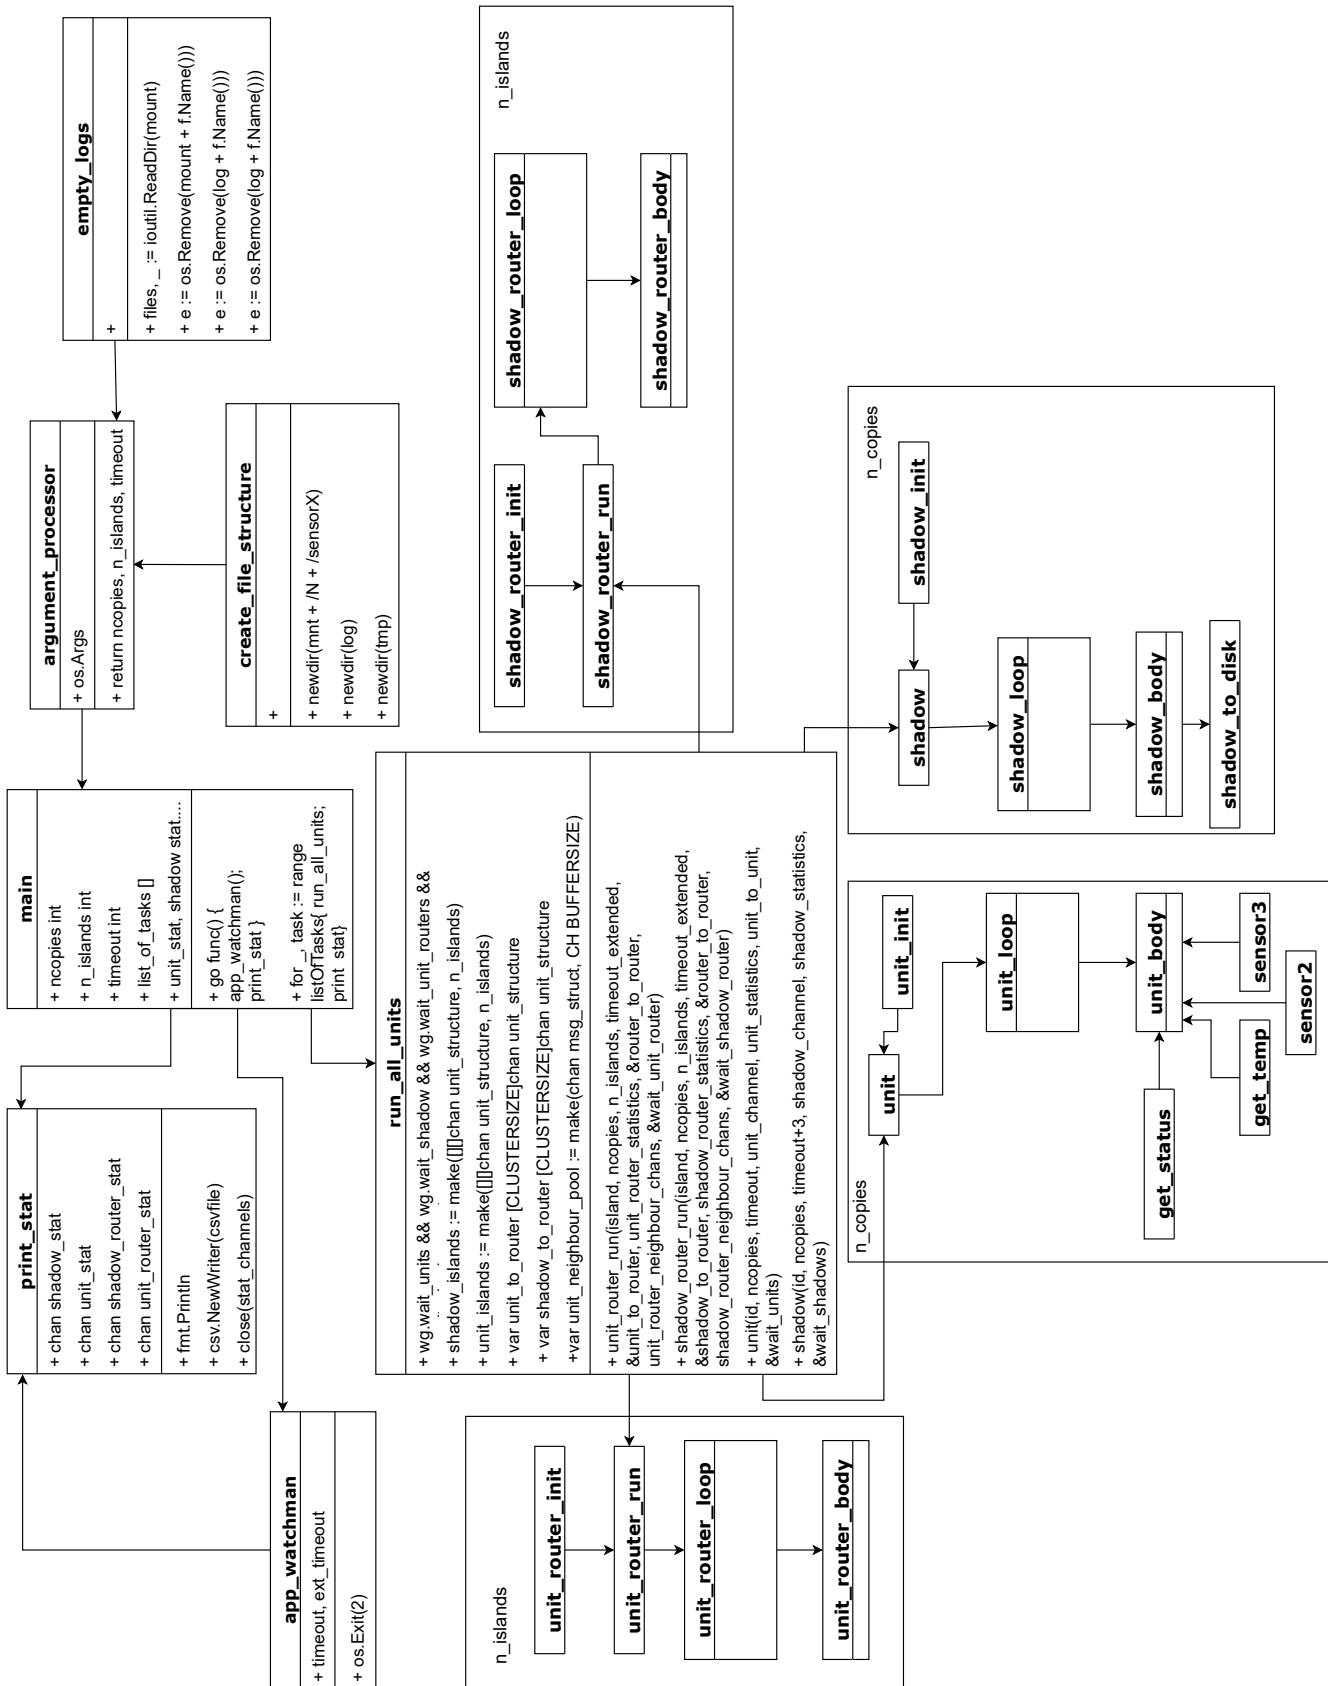 empty_logs
+
+ files, _ := ioutil.ReadDir(mount)
+ e := os.Remove(mount + f.Name()))
+ e := os.Remove(log + f.Name()))
+ e := os.Remove(log + f.Name()))
argument_processor
+ os.Args
+ return ncopies, n_islands, timeout
create_file_structure
+
+ newdir(mnt + /N + /sensorX)
+ newdir(log)
+ newdir(tmp)
main
+ ncopies int
+ n_islands int
+ timeout int
+ list_of_tasks []
+ unit_stat, shadow stat....
+ go func() {
app_watchman();
print_stat }
+ for _, task := range
listOfTasks{ run_all_units;
print stat}
print_stat
+ chan shadow_stat
+ chan unit_stat
+ chan shadow_router_stat
+ chan unit_router_stat
+ fmt.Println
+ csv.NewWriter(csvfile)
+ close(stat_channels)
app_watchman
+ timeout, ext_timeout
+ os.Exit(2)
run_all_units
+ wg.wait_units && wg.wait_shadow && wg.wait_unit_routers &&
+ shadow_islands := make([][]chan unit_structure, n_islands)
+ unit_islands := make([][]chan unit_structure, n_islands)
+ var unit_to_router [CLUSTERSIZE]chan unit_structure
+ var shadow_to_router [CLUSTERSIZE]chan unit_structure
+var unit_neighbour_pool := make(chan msg_struct, CH BUFFERSIZE)
+ unit_router_run(island, ncopies, n_islands, timeout_extended,
&unit_to_router, unit_router_statistics, &router_to_router,
unit_router_neighbour_chans, &wait_unit_router)
+ shadow_router_run(island, ncopies, n_islands, timeout_extended,
&shadow_to_router, shadow_router_statistics, &router_to_router,
shadow_router_neighbour_chans, &wait_shadow_router)
+ unit(id, ncopies, timeout, unit_channel, unit_statistics, unit_to_unit,
&wait_units)
+ shadow(id, ncopies, timeout+3, shadow_channel, shadow_statistics,
&wait_shadows)
n_islands
shadow_router_init
shadow_router_run
shadow_router_loop
shadow_router_body
n_islands
unit_router_init
unit_router_run
unit_router_loop
unit_router_body
n_copies
shadow_init
shadow
shadow_loop
shadow_body
shadow_to_disk
n_copies
unit_init
unit
unit_loop
unit_body
get_status
get_temp
sensor2
sensor3